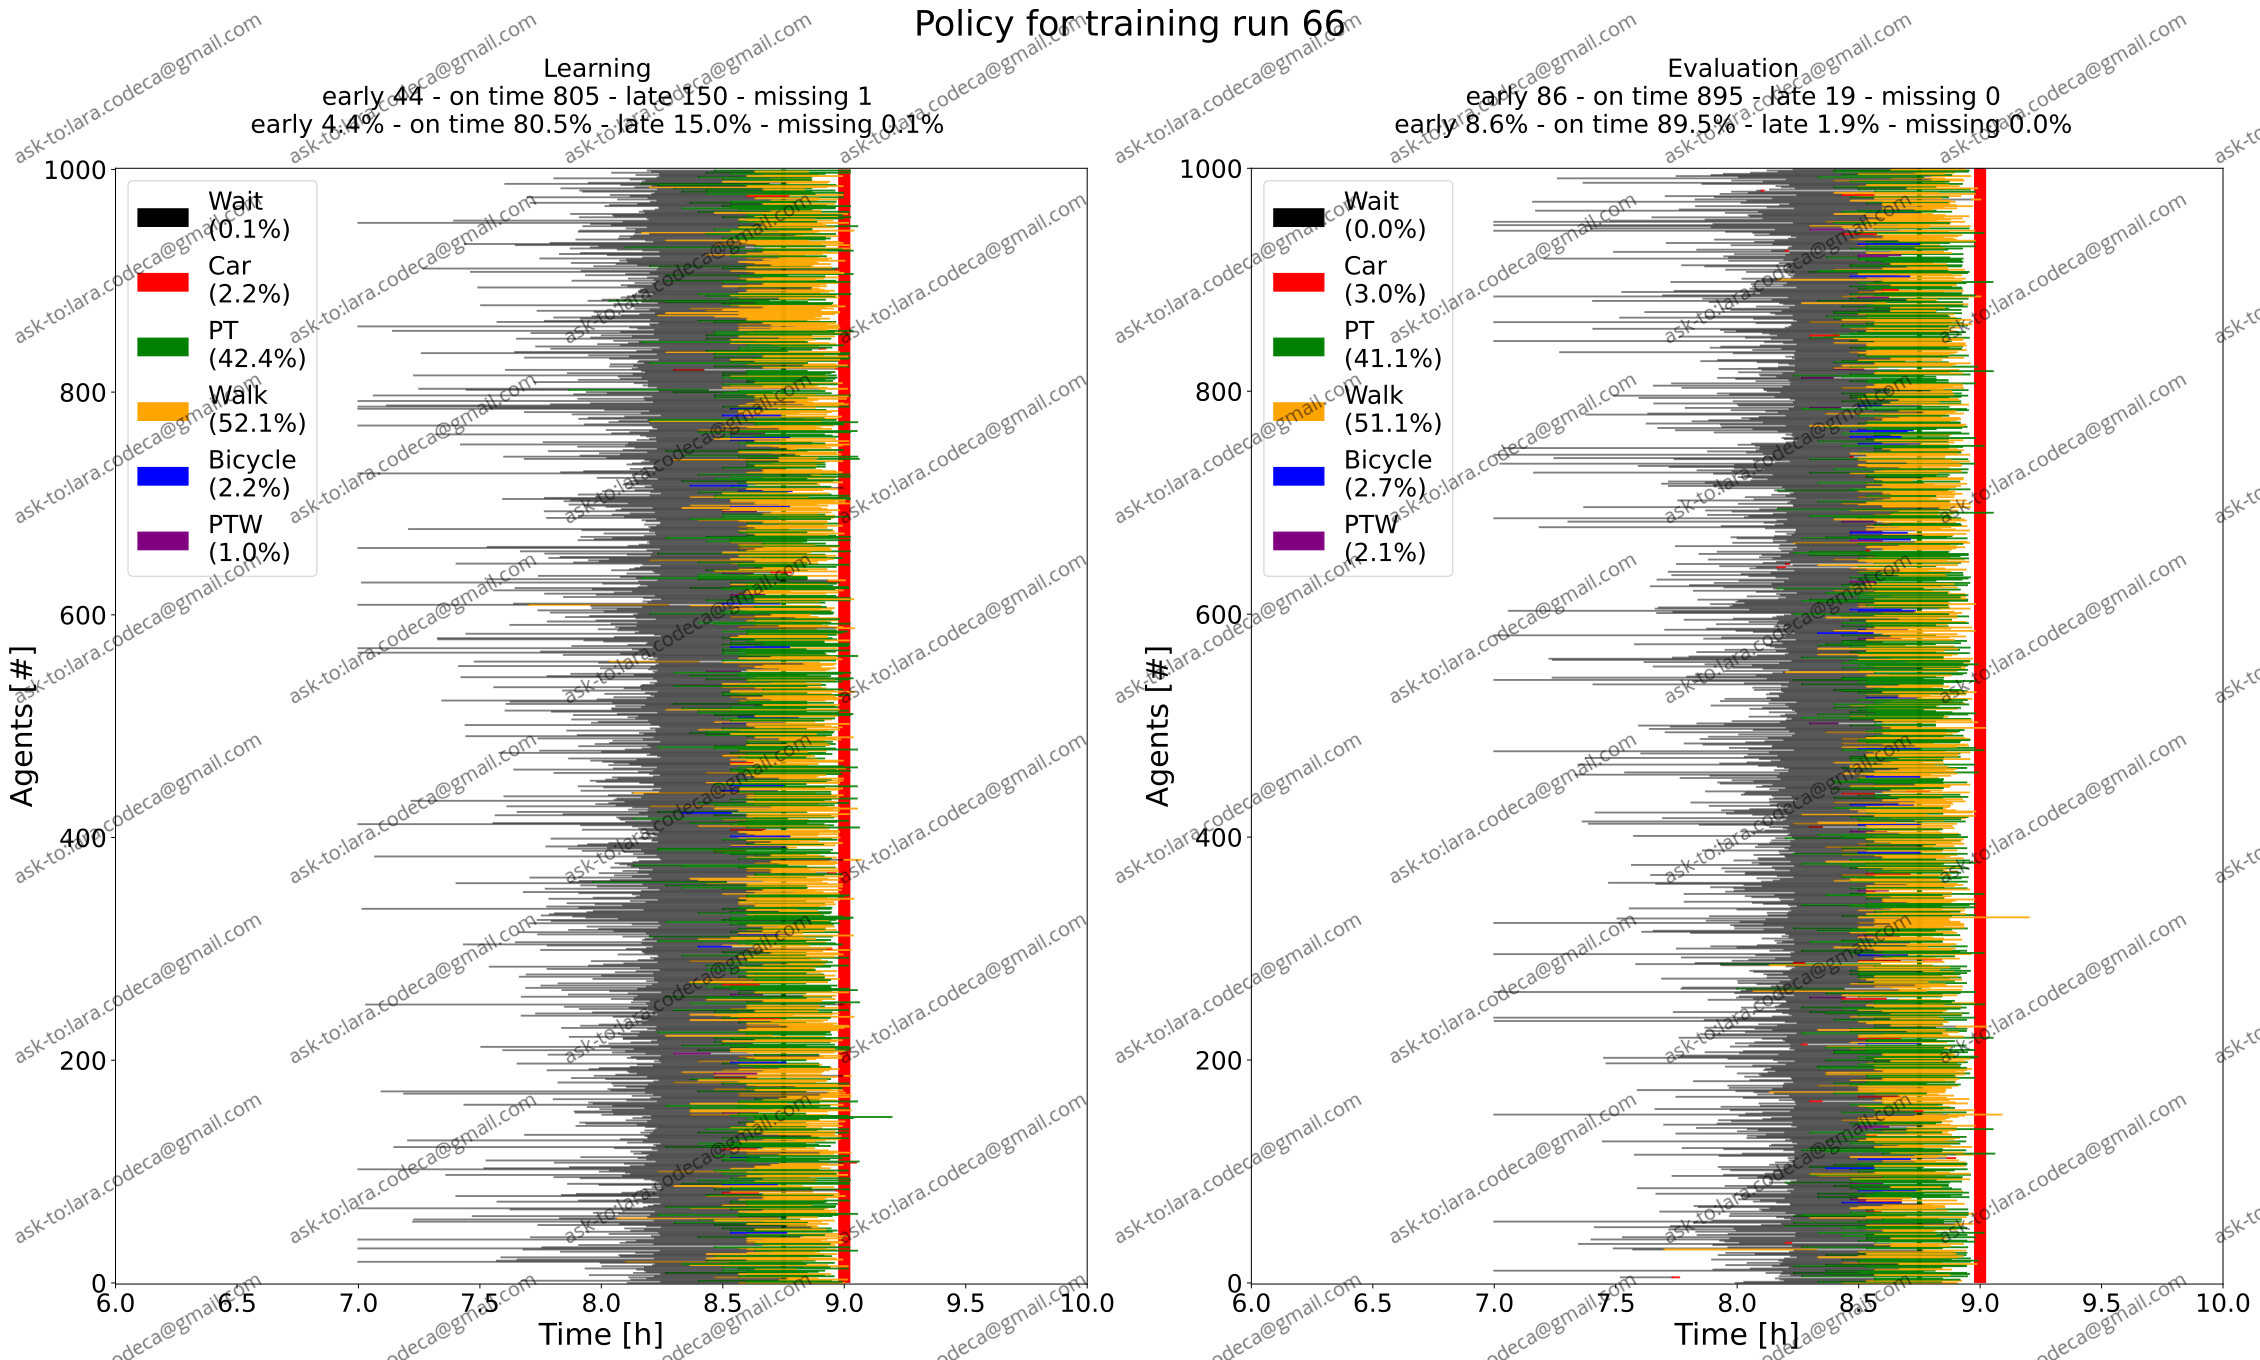 Policy for training run 66
Learning
early 44 - on time 805 - late 150 - missing 1
early 4.4% - on time 80.5% - late 15.0% - missing 0.1%
1000
800
600
400
200
0
Agents [#]
Wait
(0.1%)
Car
(2.2%)
PT
(42.4%)
Walk
(52.1%)
Bicycle
(2.2%)
PTW
(1.0%)
6.0 6.5 7.0 7.5 8.0 8.5 9.0 9.5 10.0
Time [h]
Evaluation
early 86 - on time 895 - late 19 - missing 0
early 8.6% - on time 89.5% - late 1.9% - missing 0.0%
1000
800
600
400
200
0
Agents [#]
Wait
(0.0%)
Car
(3.0%)
PT
(41.1%)
Walk
(51.1%)
Bicycle
(2.7%)
PTW
(2.1%)
6.0 6.5 7.0 7.5 8.0 8.5 9.0 9.5 10.0
Time [h]
ask-to:lara.codeca@gmail.com